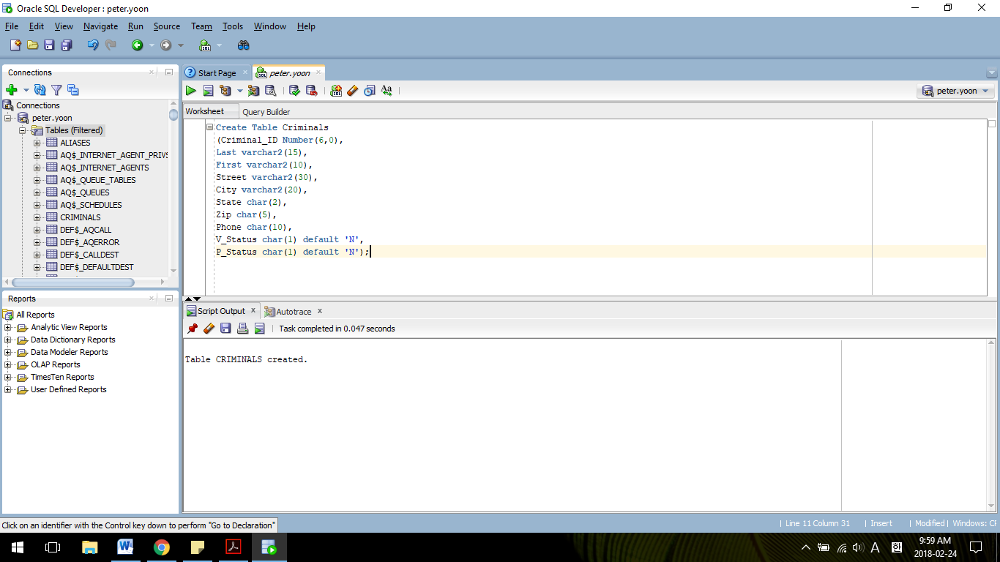 Oracle SQL Developer : peter.yoon
File Edit View Navigate Run Source Team Tools Window Help
Connections
Connections
peter.yoon
Tables (Filtered)
ALIASES
AQ$_INTERNET_AGENT_PRIVS
AQ$_INTERNET_AGENTS
AQ$_QUEUE_TABLES
AQ$_QUEUES
AQ$_SCHEDULES
CRIMINALS
DEF$_AQCALL
DEF$_AQERROR
DEF$_CALLDEST
DEF$_DEFAULTDEST
Reports
All Reports
Analytic View Reports
Data Dictionary Reports
Data Modeler Reports
OLAP Reports
TimesTen Reports
User Defined Reports
Start Page
peter.yoon
peter.yoon
Worksheet Query Builder
Create Table Criminals
(Criminal_ID Number(6,0),
Last varchar2(15),
First varchar2(10),
Street varchar2(30),
City varchar2(20),
State char(2),
Zip char(5),
Phone char(10),
V_Status char(1) default 'N',
P_Status char(1) default 'N');
Script Output Autotrace
Task completed in 0.047 seconds
Table CRIMINALS created.
Click on an identifier with the Control key down to perform "Go to Declaration"
Line 11 Column 31 Insert Modified Windows: CF
A 한 9:59 AM
2018-02-24